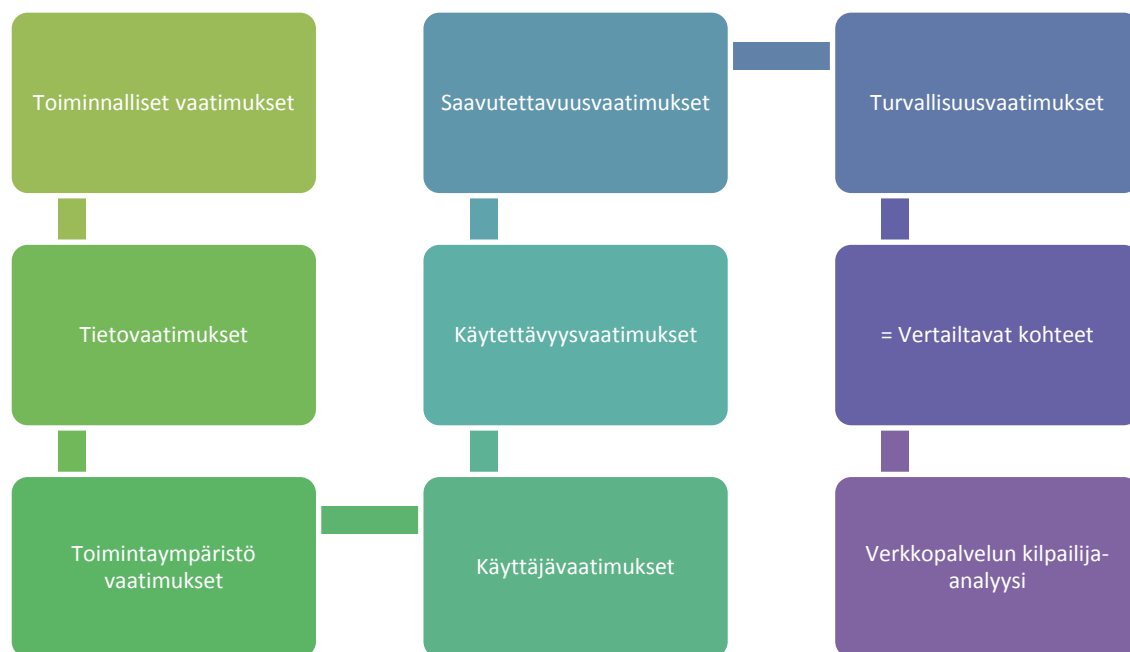 Toiminnalliset vaatimukset
Tietovaatimukset
Toimintaympäristö
vaatimukset
Käyttäjävaatimukset
Käytettävyysvaatimukset
Saavutettavuusvaatimukset
Turvallisuusvaatimukset
= Vertailtavat kohteet
Verkkopalvelun kilpailija-
analyysi